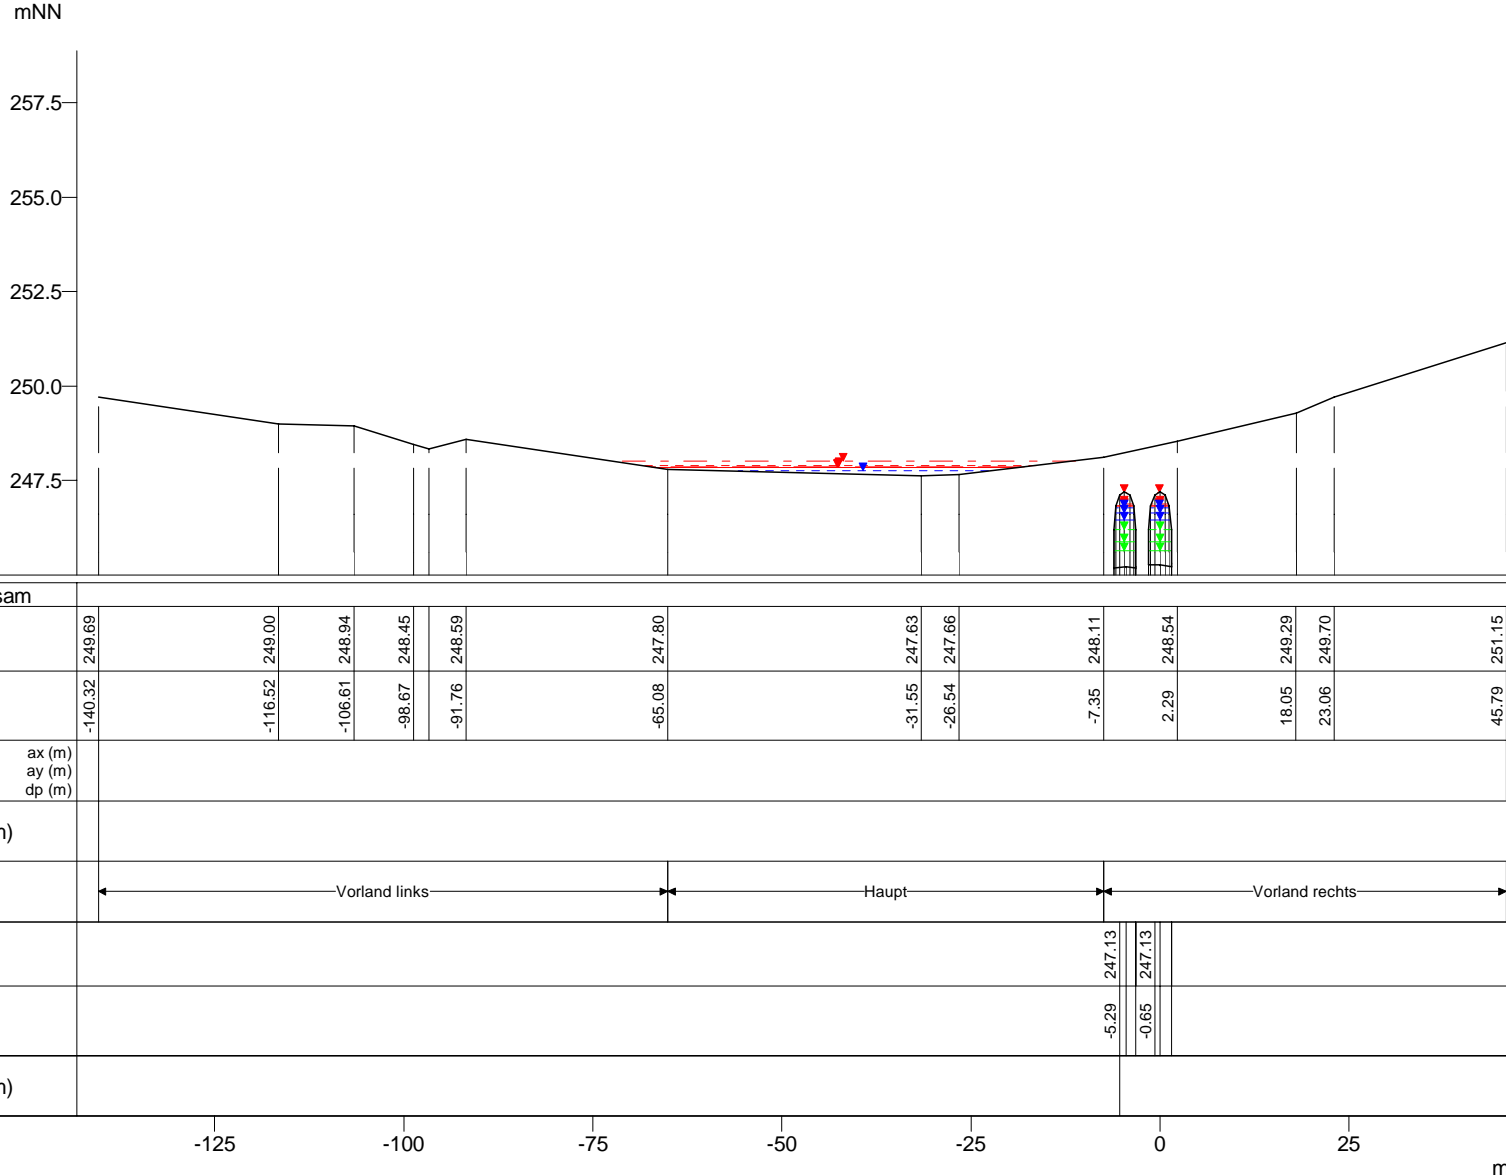 mNN
257.5
255.0
252.5
250.0
247.5
sam
249.69 249.00 248.94 248.45 248.59 247.80 247.63 247.66 248.11 248.54 249.29 249.70 251.15
-140.32 -116.52 -106.61 -98.67 -91.76 -65.08 -31.55 -26.54 -7.35 2.29 18.05 23.06 45.79
ax (m)
ay (m)
dp (m)
n)
Vorland links Haupt Vorland rechts
247.13 247.13
-5.29 -0.65
n)
-125 -100 -75 -50 -25 0 25
m